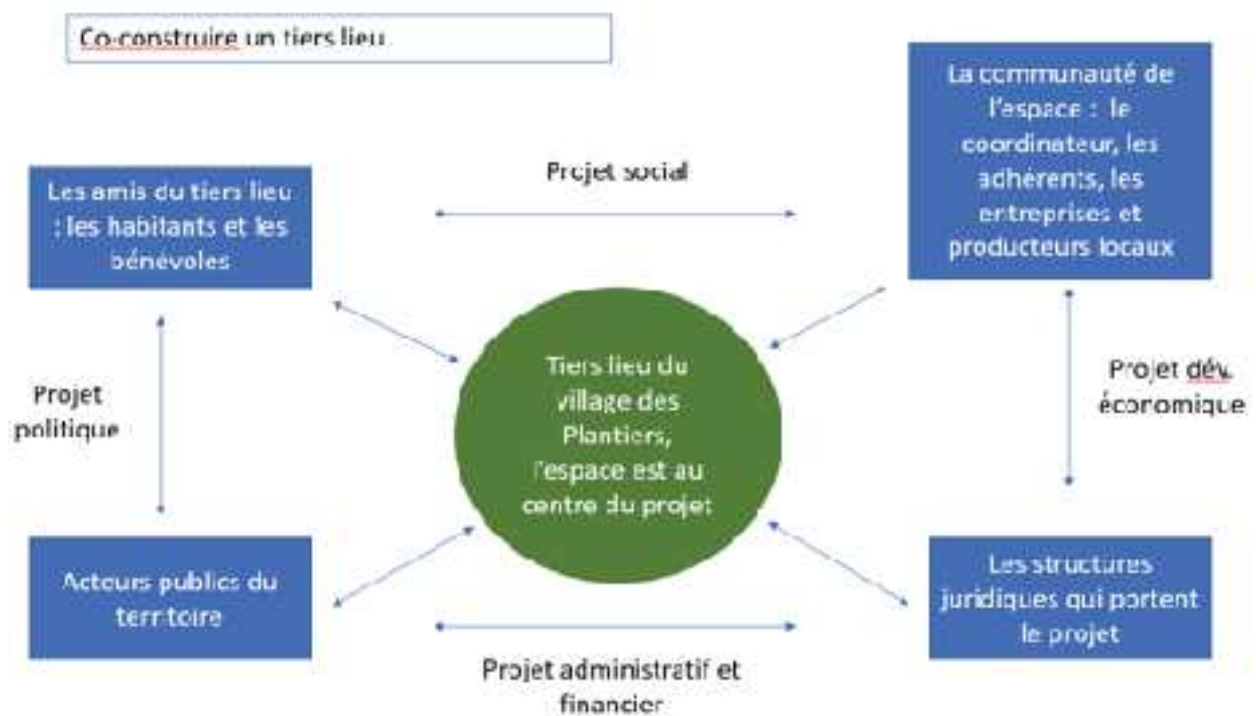 Co-construire un tiers lieu
La communauté de
l'espace : le
coordinateur, les
adhérents, les
entreprises et
producteurs locaux
Projet social
Les amis du tiers lieu
: les habitants et les
bénévoles
Tiers lieu du
village des
Plantiers,
l'espace est au
centre du projet
Projet
politique
Projet dév.
économique
Acteurs publics du
territoire
Les structures
juridiques qui portent
le projet
Projet administratif et
financier